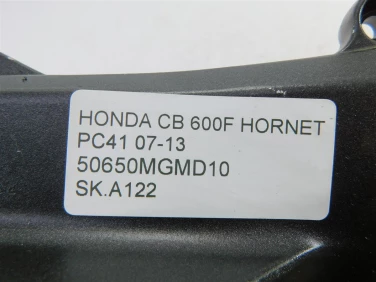 HONDA CB 600F HORNET
PC41 07-13
50650MGMD10
SK.A122